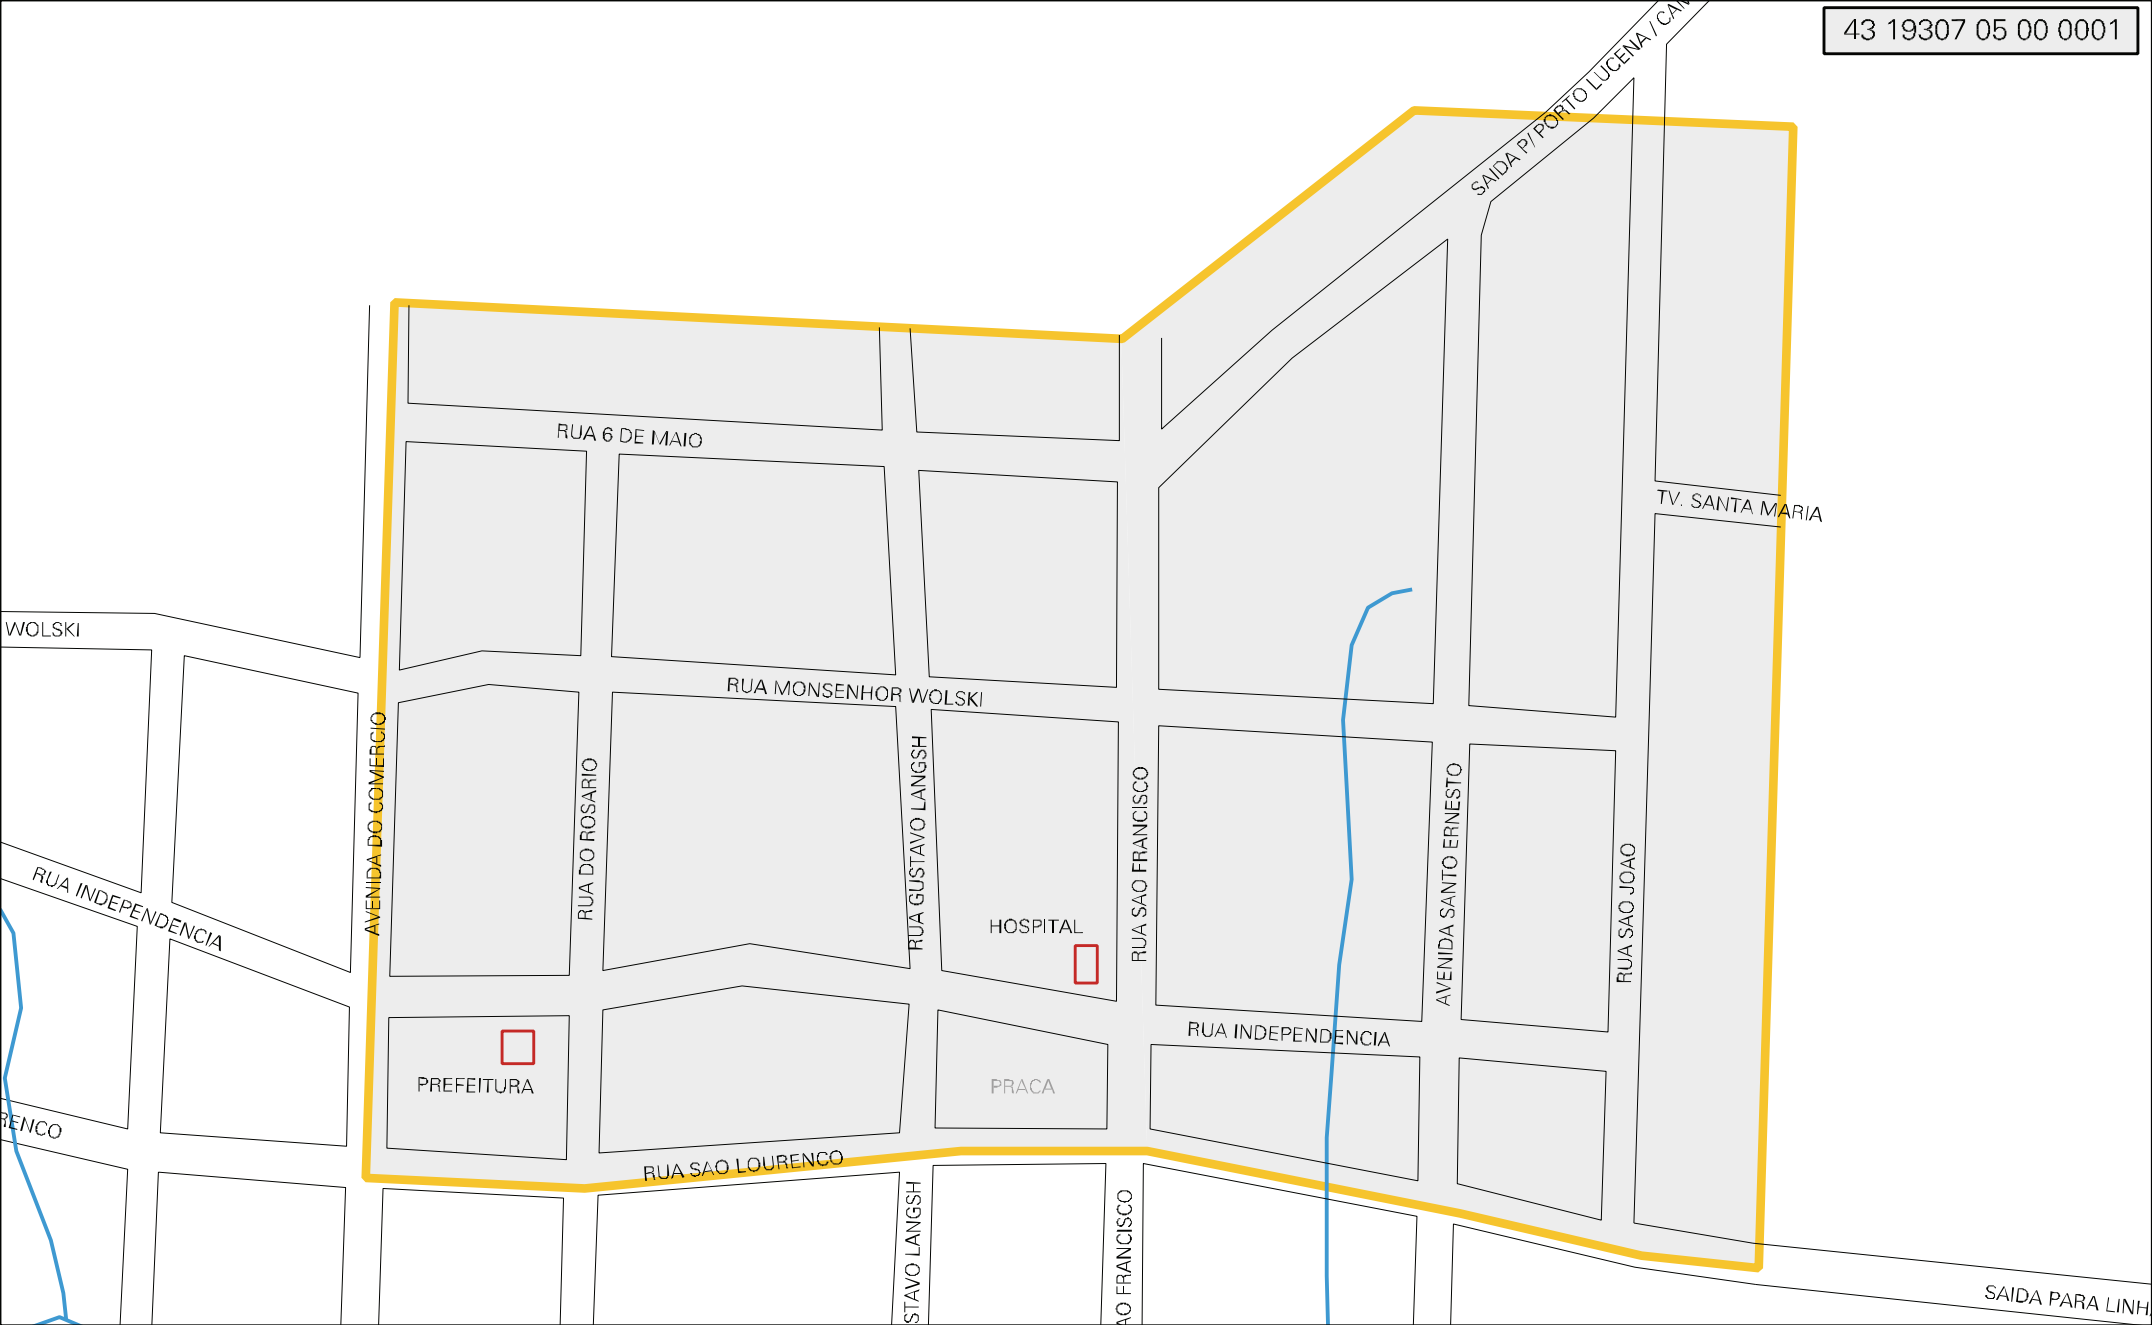 43 19307 05 00 0001
SAIDA P/ PORTO LUCENA / CAM
RUA 6 DE MAIO
TV. SANTA MARIA
WOLSKI
RUA MONSENHOR WOLSKI
AVENIDA DO COMERCIO
RUA DO ROSARIO
RUA GUSTAVO LANGSH
RUA SAO FRANCISCO
AVENIDA SANTO ERNESTO
RUA SAO JOAO
RUA INDEPENDENCIA
HOSPITAL
RUA INDEPENDENCIA
PREFEITURA
PRACA
RENCO
RUA SAO LOURENCO
STAVO LANGSH
AO FRANCISCO
SAIDA PARA LINH